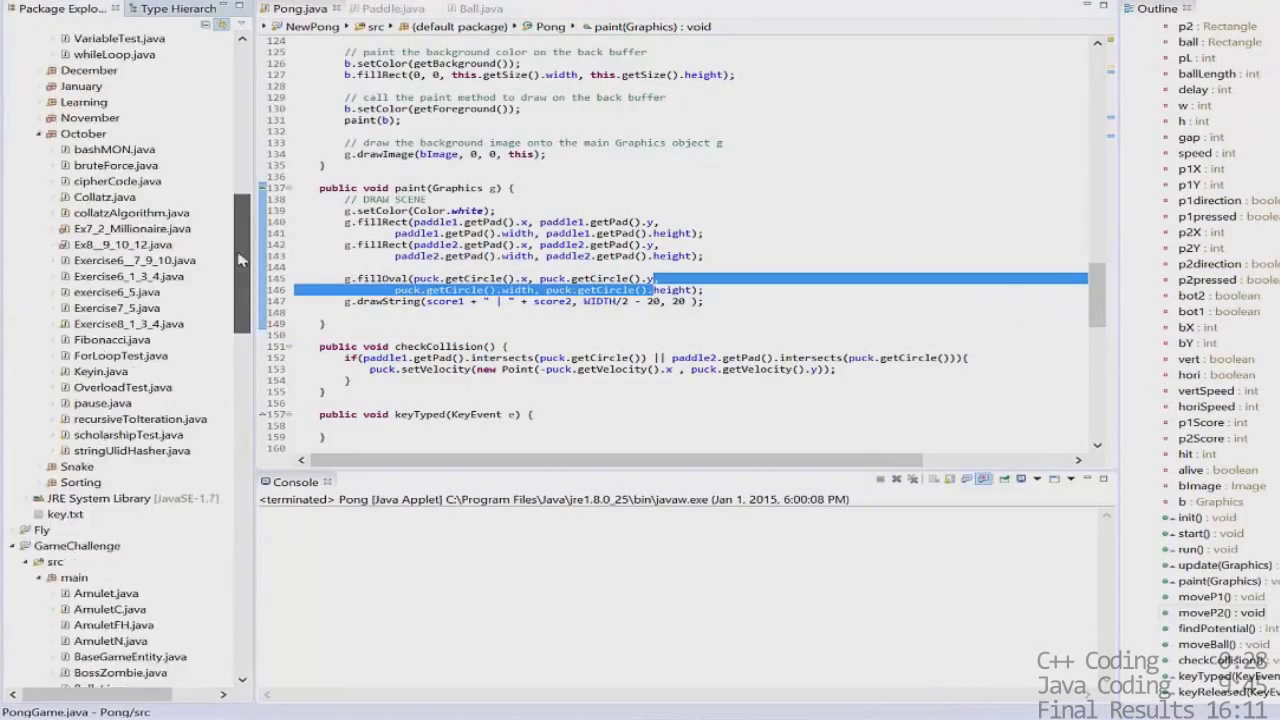 Package Explo...
Type Hierarch
VariableTest.java
whileLoop.java
December
January
Learning
November
October
bashMON.java
bruteForce.java
cipherCode.java
Collatz.java
collatzAlgorithm.java
Ex7_2_Millionaire.java
Ex8__9_10_12.java
Exercise6__7_9_10.java
Exercise6_1_3_4.java
exercise6_5.java
Exercise7_5.java
Exercise8_1_3_4.java
Fibonacci.java
ForLoopTest.java
Keyin.java
OverloadTest.java
pause.java
recursiveToIteration.java
scholarshipTest.java
stringUlidHasher.java
Snake
Sorting
JRE System Library [JavaSE-1.7]
key.txt
Fly
GameChallenge
src
main
Amulet.java
AmuletC.java
AmuletFH.java
AmuletN.java
BaseGameEntity.java
BossZombie.java
PongGame.java - Pong/src
Pong.java
Paddle.java
Ball.java
NewPong
src
(default package)
Pong
paint(Graphics) : void
124
125 // paint the background color on the back buffer
126 b.setColor(getBackground());
127 b.fillRect(0, 0, this.getSize().width, this.getSize().height);
128
129 // call the paint method to draw on the back buffer
130 b.setColor(getForeground());
131 paint(b);
132
133 // draw the background image onto the main Graphics object g
134 g.drawImage(bImage, 0, 0, this);
135 }
136
137 public void paint(Graphics g) {
138 // DRAW SCENE
139 g.setColor(Color.white);
140 g.fillRect(paddle1.getPad().x, paddle1.getPad().y,
141 paddle1.getPad().width, paddle1.getPad().height);
142 g.fillRect(paddle2.getPad().x, paddle2.getPad().y,
143 paddle2.getPad().width, paddle2.getPad().height);
144
145 g.fillOval(puck.getCircle().x, puck.getCircle().y
146 puck.getCircle().width, puck.getCircle().height);
147 g.drawString(score1 + " | " + score2, WIDTH/2 - 20, 20 );
148
149 }
150
151 public void checkCollision() {
152 if(paddle1.getPad().intersects(puck.getCircle()) || paddle2.getPad().intersects(puck.getCircle())){
153 puck.setVelocity(new Point(-puck.getVelocity().x , puck.getVelocity().y));
154 }
155 }
156
157 public void keyTyped(KeyEvent e) {
158
159 }
160
Console
<terminated> Pong [Java Applet] C:\Program Files\Java\jre1.8.0_25\bin\javaw.exe (Jan 1, 2015, 6:00:08 PM)
Outline
p2 : Rectangle
ball : Rectangle
pL : int
ballLength : int
delay : int
w : int
h : int
gap : int
speed : int
p1X : int
p1Y : int
p1direction : boole
p1pressed : boole
p2X : int
p2Y : int
p2direction : boole
p2pressed : boole
bot2 : boolean
bot1 : boolean
bX : int
bY : int
vert : boolean
hori : boolean
vertSpeed : int
horiSpeed : int
p1Score : int
p2Score : int
hit : int
alive : boolean
bImage : Image
b : Graphics
init() : void
start() : void
run() : void
update(Graphics) :
paint(Graphics) : v
moveP1() : void
moveP2() : void
findPotential() : int
moveBall() : void
keyTyped(KeyEven
keyReleased(KeyEv
C++ Coding 0:28
Java Coding 9:45
Final Results 16:11